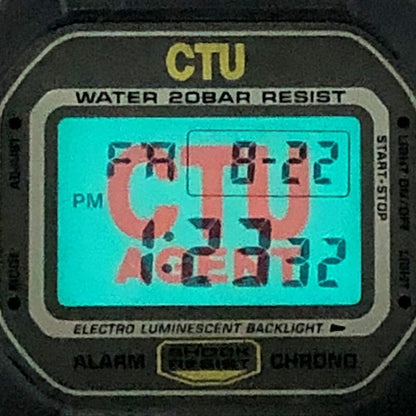 CTU
WATER 20BAR RESIST
ADJUST
LIGHT ON/OFF
START-STOP
FR 8-22
CTU
PM
1:23 32
AGENT
MODE
LIGHT
ELECTRO LUMINESCENT BACKLIGHT
ALARM SHOCK RESIST CHRONO